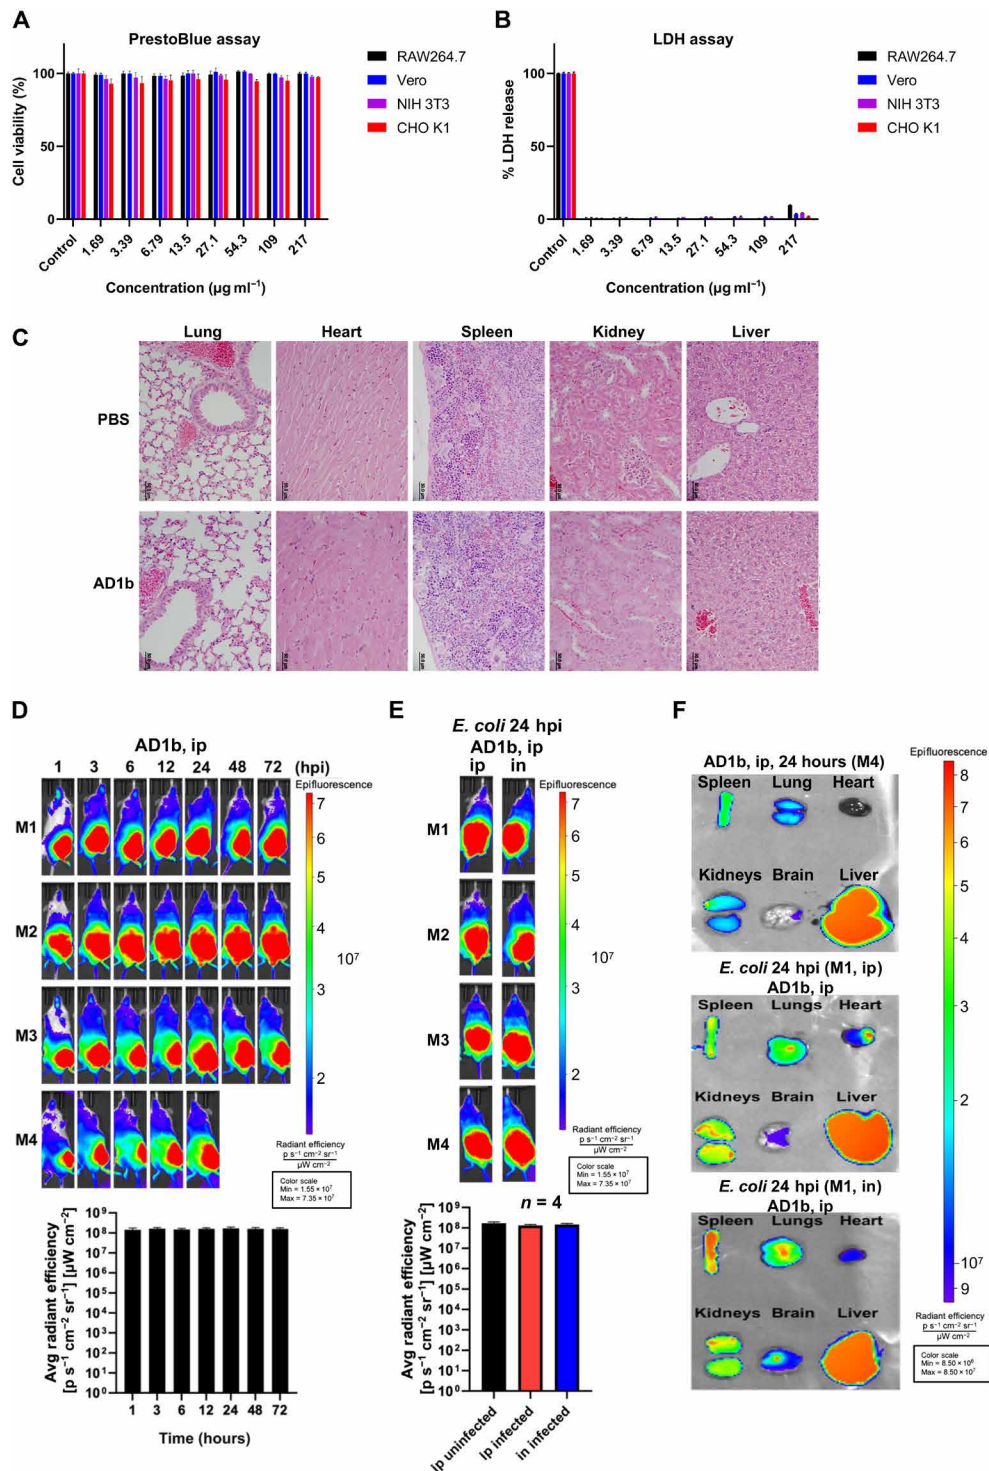 A
PrestoBlue assay
Cell viability (%)
100
50
0
Control
1.69
3.39
6.79
13.5
27.1
54.3
109
217
Concentration (µg ml⁻¹)
RAW264.7
Vero
NIH 3T3
CHO K1
B
LDH assay
% LDH release
100
50
0
Control
1.69
3.39
6.79
13.5
27.1
54.3
109
217
Concentration (µg ml⁻¹)
RAW264.7
Vero
NIH 3T3
CHO K1
C
Lung Heart Spleen Kidney Liver
PBS
AD1b
D
AD1b, ip
1 3 6 12 24 48 72 (hpi)
M1
M2
M3
M4
Epifluorescence
7
6
5
4
10⁷
3
2
Radiant efficiency
p s⁻¹ cm⁻² sr⁻¹
µW cm⁻²
Color scale
Min = 1.55 × 10⁷
Max = 7.35 × 10⁷
Avg radiant efficiency
[p s⁻¹ cm⁻² sr⁻¹] [µW cm⁻²]
10⁹
10⁸
10⁷
10⁶
10⁵
10⁴
10³
10²
10¹
10⁰
1 3 6 12 24 48 72
Time (hours)
E
E. coli 24 hpi
AD1b, ip
ip in
M1
M2
M3
M4
Epifluorescence
7
6
5
4
10⁷
3
2
Radiant efficiency
p s⁻¹ cm⁻² sr⁻¹
µW cm⁻²
Color scale
Min = 1.55 × 10⁷
Max = 7.35 × 10⁷
n = 4
Avg radiant efficiency
[p s⁻¹ cm⁻² sr⁻¹] [µW cm⁻²]
10⁹
10⁸
10⁷
10⁶
10⁵
10⁴
10³
10²
10¹
10⁰
ip uninfected
Ip infected
in infected
F
AD1b, ip, 24 hours (M4)
Spleen Lung Heart
Kidneys Brain Liver
E. coli 24 hpi (M1, ip)
AD1b, ip
Spleen Lungs Heart
Kidneys Brain Liver
E. coli 24 hpi (M1, in)
AD1b, ip
Spleen Lungs Heart
Kidneys Brain Liver
Epifluorescence
8
7
6
5
4
3
2
10⁷
9
Radiant efficiency
p s⁻¹ cm⁻² sr⁻¹
µW cm⁻²
Color scale
Min = 8.50 × 10⁶
Max = 8.50 × 10⁷